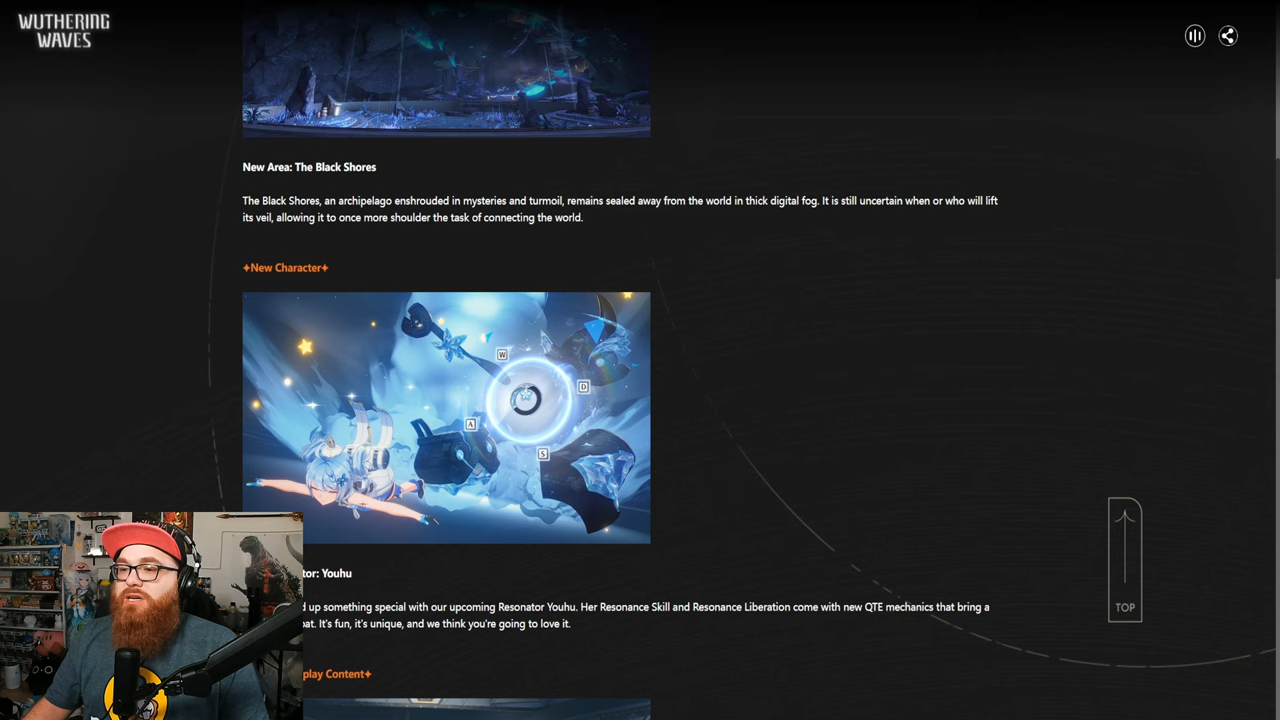 WUTHERING
WAVES
New Area: The Black Shores
The Black Shores, an archipelago enshrouded in mysteries and turmoil, remains sealed away from the world in thick digital fog. It is still uncertain when or who will lift
its veil, allowing it to once more shoulder the task of connecting the world.
✦New Character✦
W
D
A
S
tor: Youhu
d up something special with our upcoming Resonator Youhu. Her Resonance Skill and Resonance Liberation come with new QTE mechanics that bring a
bat. It's fun, it's unique, and we think you're going to love it.
TOP
play Content✦